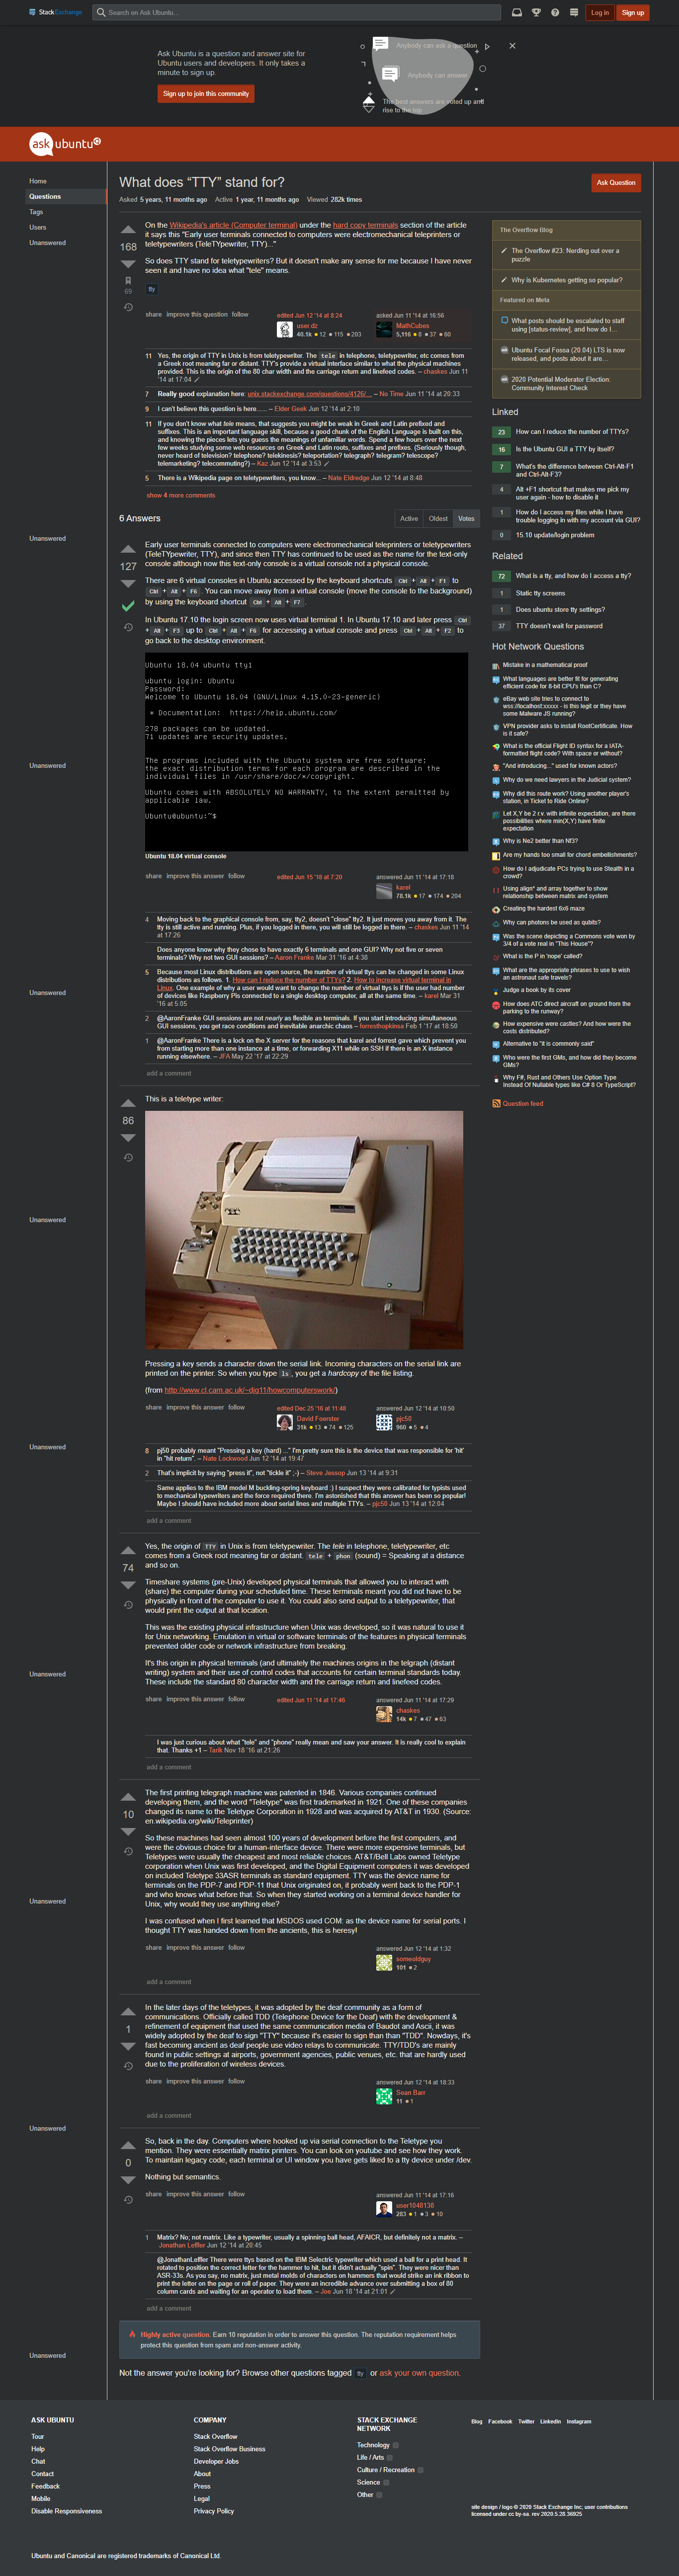 StackExchange
Search on Ask Ubuntu…
Log in
Sign up
Ask Ubuntu is a question and answer site for
Ubuntu users and developers. It only takes a
minute to sign up.
Sign up to join this community
Anybody can ask a question
Anybody can answer
The best answers are voted up and
rise to the top
ask ubuntu
Home
Questions
Tags
Users
Unanswered
What does “TTY” stand for?
Ask Question
Asked 5 years, 11 months ago Active 1 year, 11 months ago Viewed 282k times
168
69
On the Wikipedia's article (Computer terminal) under the hard copy terminals section of the article
it says this "Early user terminals connected to computers were electromechanical teleprinters or
teletypewriters (TeleTYpewriter, TTY)..."
So does TTY stand for teletypewriters? But it doesn't make any sense for me because I have never
seen it and have no idea what "tele" means.
tty
share improve this question follow
edited Jun 12 '14 at 8:24
user.dz
40.1k 12 115 203
asked Jun 11 '14 at 16:56
MathCubes
5,116 8 37 60
11 Yes, the origin of TTY in Unix is from teletypewriter. The tele in telephone, teletypewriter, etc, comes
from a Greek root meaning far or distant. TTY's provide a virtual interface similar to what the physical machines
provided. This is the origin of the 80 char width and the carriage return and linefeed codes. – chaskes Jun 11
'14 at 17:04
7 Really good explanation here: unix.stackexchange.com/questions/4126/… – No Time Jun 11 '14 at 20:33
9 I can't believe this question is here...... – Elder Geek Jun 12 '14 at 2:10
11 If you don't know what tele means, that suggests you might be weak in Greek and Latin prefixed and
suffixes. This is an important language skill, because a good chunk of the English Language is built on this,
and knowing the pieces lets you guess the meanings of unfamiliar words. Spend a few hours over the next
few weeks studying some web resources on Greek and Latin roots, suffixes and prefixes. (Seriously though,
never heard of television? telephone? telekinesis? teleportation? telegraph? telegram? telescope?
telemarketing? telecommuting?) – Kaz Jun 12 '14 at 3:53
5 There is a Wikipedia page on teletypewriters, you know... – Nate Eldredge Jun 12 '14 at 8:48
show 4 more comments
6 Answers
Active Oldest Votes
127
Early user terminals connected to computers were electromechanical teleprinters or teletypewriters
(TeleTYpewriter, TTY), and since then TTY has continued to be used as the name for the text-only
console although now this text-only console is a virtual console not a physical console.
There are 6 virtual consoles in Ubuntu accessed by the keyboard shortcuts Ctrl + Alt + F1 to
Ctrl + Alt + F6. You can move away from a virtual console (move the console to the background)
by using the keyboard shortcut Ctrl + Alt + F7.
In Ubuntu 17.10 the login screen now uses virtual terminal 1. In Ubuntu 17.10 and later press Ctrl
+ Alt + F3 up to Ctrl + Alt + F6 for accessing a virtual console and press Ctrl + Alt + F2 to
go back to the desktop environment.
Ubuntu 18.04 ubuntu tty1
ubuntu login: Ubuntu
Password:
Welcome to Ubuntu 18.04 (GNU/Linux 4.15.0-23-generic)
* Documentation: https://help.ubuntu.com/
270 packages can be updated.
71 updates are security updates.
The programs included with the Ubuntu system are free software;
the exact distribution terms for each program are described in the
individual files in /usr/share/doc/*/copyright.
Ubuntu comes with ABSOLUTELY NO WARRANTY, to the extent permitted by
applicable law.
Ubuntu@ubuntu:~$
Ubuntu 18.04 virtual console
share improve this answer follow
edited Jun 15 '18 at 7:20
answered Jun 11 '14 at 17:18
karel
78.1k 17 174 204
4 Moving back to the graphical console from, say, tty2, doesn't "close" tty2. It just moves you away from it. The
tty is still active and running. Plus, if you logged in there, you will still be logged in there. – chaskes Jun 11 '14
at 17:26
Does anyone know why they chose to have exactly 6 terminals and one GUI? Why not five or seven
terminals? Why not two GUI sessions? – Aaron Franke Mar 31 '16 at 4:38
5 Because most Linux distributions are open source, the number of virtual ttys can be changed in some Linux
distributions as follows. 1. How can I reduce the number of TTYs? 2. How to increase virtual terminal in
Linux. One example of why a user would want to change the number of virtual ttys is if the user had number
of devices like Raspberry Pis connected to a single desktop computer, all at the same time. – karel Mar 31
'16 at 5:05
2 @AaronFranke GUI sessions are not nearly as flexible as terminals. If you start introducing simultaneous
GUI sessions, you get race conditions and inevitable anarchic chaos – forresthopkinsa Feb 1 '17 at 18:50
1 @AaronFranke There is a lock on the X server for the reasons that karel and forrest gave which prevent you
from starting more than one instance at a time, or forwarding X11 while on SSH if there is an X instance
running elsewhere. – JFA May 22 '17 at 22:29
add a comment
86
This is a teletype writer:
Pressing a key sends a character down the serial link. Incoming characters on the serial link are
printed on the printer. So when you type ls, you get a hardcopy of the file listing.
(from http://www.cl.cam.ac.uk/~djg11/howcomputerswork/)
share improve this answer follow
edited Dec 25 '16 at 11:48
David Foerster
31k 13 74 125
answered Jun 12 '14 at 10:50
pjc50
960 5 4
8 pj50 probably meant "Pressing a key (hard) ..." I'm pretty sure this is the device that was responsible for 'hit'
in "hit return". – Nate Lockwood Jun 12 '14 at 19:47
2 That's implicit by saying "press it", not "tickle it" ;-) – Steve Jessop Jun 13 '14 at 9:31
Same applies to the IBM model M buckling-spring keyboard :) I suspect they were calibrated for typists used
to mechanical typewriters and the force required there. I'm astonished that this answer has been so popular!
Maybe I should have included more about serial lines and multiple TTYs. – pjc50 Jun 13 '14 at 12:04
add a comment
74
Yes, the origin of TTY in Unix is from teletypewriter. The tele in telephone, teletypewriter, etc
comes from a Greek root meaning far or distant. tele + phon (sound) = Speaking at a distance
and so on.
Timeshare systems (pre-Unix) developed physical terminals that allowed you to interact with
(share) the computer during your scheduled time. These terminals meant you did not have to be
physically in front of the computer to use it. You could also send output to a teletypewriter, that
would print the output at that location.
This was the existing physical infrastructure when Unix was developed, so it was natural to use it
for Unix networking. Emulation in virtual or software terminals of the features in physical terminals
prevented older code or network infrastructure from breaking.
It's this origin in physical terminals (and ultimately the machines origins in the telgraph (distant
writing) system and their use of control codes that accounts for certain terminal standards today.
These include the standard 80 character width and the carriage return and linefeed codes.
share improve this answer follow
edited Jun 11 '14 at 17:46
answered Jun 11 '14 at 17:29
chaskes
14k 7 47 63
I was just curious about what "tele" and "phone" really mean and saw your answer. It is really cool to explain
that. Thanks +1 – Tarik Nov 18 '16 at 21:26
add a comment
10
The first printing telegraph machine was patented in 1846. Various companies continued
developing them, and the word "Teletype" was first trademarked in 1921. One of these companies
changed its name to the Teletype Corporation in 1928 and was acquired by AT&T in 1930. (Source:
en.wikipedia.org/wiki/Teleprinter)
So these machines had seen almost 100 years of development before the first computers, and
were the obvious choice for a human-interface device. There were more expensive terminals, but
Teletypes were usually the cheapest and most reliable choices. AT&T/Bell Labs owned Teletype
corporation when Unix was first developed, and the Digital Equipment computers it was developed
on included Teletype 33ASR terminals as standard equipment. TTY was the device name for
terminals on the PDP-7 and PDP-11 that Unix originated on, it probably went back to the PDP-1
and who knows what before that. So when they started working on a terminal device handler for
Unix, why would they use anything else?
I was confused when I first learned that MSDOS used COM: as the device name for serial ports. I
thought TTY was handed down from the ancients, this is heresy!
share improve this answer follow
answered Jun 12 '14 at 1:32
someoldguy
101 2
add a comment
1
In the later days of the teletypes, it was adopted by the deaf community as a form of
communications. Officially called TDD (Telephone Device for the Deaf) with the development &
refinement of equipment that used the same communication media of Baudot and Ascii, it was
widely adopted by the deaf to sign "TTY" because it's easier to sign than than "TDD". Nowdays, it's
fast becoming ancient as deaf people use video relays to communicate. TTY/TDD's are mainly
found in public settings at airports, government agencies, public venues, etc. that are hardly used
due to the proliferation of wireless devices.
share improve this answer follow
answered Jun 12 '14 at 18:33
Sean Barr
11 1
add a comment
0
So, back in the day. Computers where hooked up via serial connection to the Teletype you
mention. They were essentially matrix printers. You can look on youtube and see how they work.
To maintain legacy code, each terminal or UI window you have gets liked to a tty device under /dev.
Nothing but semantics.
share improve this answer follow
answered Jun 11 '14 at 17:16
user1048138
283 1 3 10
1 Matrix? No; not matrix. Like a typewriter, usually a spinning ball head, AFAICR, but definitely not a matrix. –
Jonathan Leffler Jun 12 '14 at 20:45
@JonathanLeffler There were ttys based on the IBM Selectric typewriter which used a ball for a print head. It
rotated to position the correct letter for the hammer to hit, but it didn't actually "spin". They were nicer than
ASR-33s. As you say, no matrix, just metal molds of characters on hammers that would strike an ink ribbon to
print the letter on the page or roll of paper. They were an incredible advance over submitting a box of 80
column cards and waiting for an operator to load them. – Joe Jun 18 '14 at 21:01
add a comment
Highly active question. Earn 10 reputation in order to answer this question. The reputation requirement helps
protect this question from spam and non-answer activity.
Not the answer you're looking for? Browse other questions tagged tty or ask your own question.
The Overflow Blog
The Overflow #23: Nerding out over a
puzzle
Why is Kubernetes getting so popular?
Featured on Meta
What posts should be escalated to staff
using [status-review], and how do I…
Ubuntu Focal Fossa (20.04) LTS is now
released, and posts about it are…
2020 Potential Moderator Election:
Community Interest Check
Linked
23 How can I reduce the number of TTYs?
16 Is the Ubuntu GUI a TTY by itself?
7 What's the difference between Ctrl-Alt-F1
and Ctrl-Alt-F3?
4 Alt +F1 shortcut that makes me pick my
user again - how to disable it
1 How do I access my files while I have
trouble logging in with my account via GUI?
0 15.10 update/login problem
Related
72 What is a tty, and how do I access a tty?
1 Static tty screens
1 Does ubuntu store tty settings?
37 TTY doesn't wait for password
Hot Network Questions
Mistake in a mathematical proof
What languages are better fit for generating
efficient code for 8-bit CPU's than C?
eBay web site tries to connect to
wss://localhost:xxxxx - is this legit or they have
some Malware JS running?
VPN provider asks to install RootCertificate. How
is it safe?
What is the official Flight ID syntax for a IATA-
formatted flight code? With space or without?
"And introducing..." used for known actors?
Why do we need lawyers in the Judicial system?
Why did this route work? Using another player's
station, in Ticket to Ride Online?
Let X,Y be 2 r.v. with infinite expectation, are there
possibilities where min(X,Y) have finite
expectation
Why is Ne2 better than Nf3?
Are my hands too small for chord embellishments?
How do I adjudicate PCs trying to use Stealth in a
crowd?
Using align* and array together to show
relationship between matrix and system
Creating the hardest 6x6 maze
Why can photons be used as qubits?
Was the scene depicting a Commons vote won by
3/4 of a vote real in "This House"?
What is the P in 'nope' called?
What are the appropriate phrases to use to wish
an astronaut safe travels?
Judge a book by its cover
How does ATC direct aircraft on ground from the
parking to the runway?
How expensive were castles? And how were the
costs distributed?
Alternative to "it is commonly said"
Who were the first GMs, and how did they become
GMs?
Why F#, Rust and Others Use Option Type
Instead Of Nullable types like C# 8 Or TypeScript?
Question feed
Unanswered
Unanswered
Unanswered
Unanswered
Unanswered
Unanswered
Unanswered
Unanswered
Unanswered
ASK UBUNTU
Tour
Help
Chat
Contact
Feedback
Mobile
Disable Responsiveness
COMPANY
Stack Overflow
Stack Overflow Business
Developer Jobs
About
Press
Legal
Privacy Policy
STACK EXCHANGE
NETWORK
Technology
Life / Arts
Culture / Recreation
Science
Other
Blog Facebook Twitter LinkedIn Instagram
site design / logo © 2020 Stack Exchange Inc; user contributions
licensed under cc by-sa. rev 2020.5.28.36925
Ubuntu and Canonical are registered trademarks of Canonical Ltd.